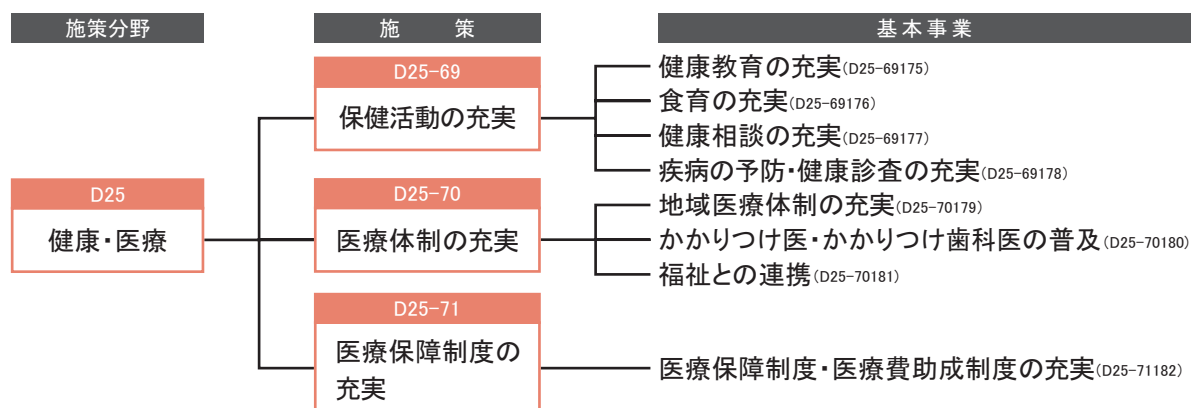 施策分野
施策
基本事業
D25
健康・医療
D25-69
保健活動の充実
健康教育の充実(D25-69175)
食育の充実(D25-69176)
健康相談の充実(D25-69177)
疾病の予防・健康診査の充実(D25-69178)
D25-70
医療体制の充実
地域医療体制の充実(D25-70179)
かかりつけ医・かかりつけ歯科医の普及(D25-70180)
福祉との連携(D25-70181)
D25-71
医療保障制度の
充実
医療保障制度・医療費助成制度の充実(D25-71182)